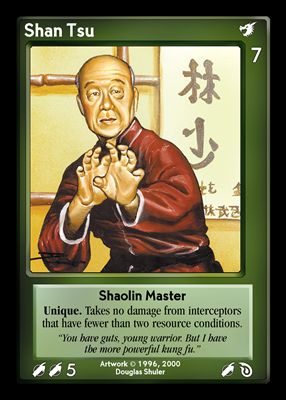 Shan Tsu
7
林
少
Shaolin Master
Unique. Takes no damage from interceptors
that have fewer than two resource conditions.
"You have guts, young warrior. But I have
the more powerful kung fu."
5
Artwork © 1996, 2000
Douglas Shuler